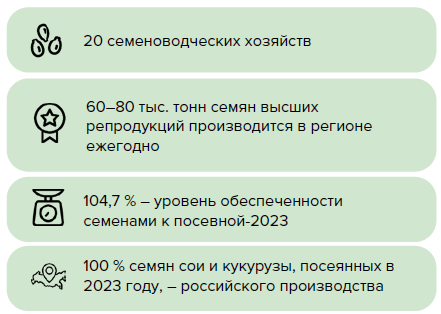 20 семеноводческих хозяйств
60–80 тыс. тонн семян высших
репродукций производится в регионе
ежегодно
104,7 % – уровень обеспеченности
семенами к посевной-2023
100 % семян сои и кукурузы, посеянных в
2023 году, – российского производства